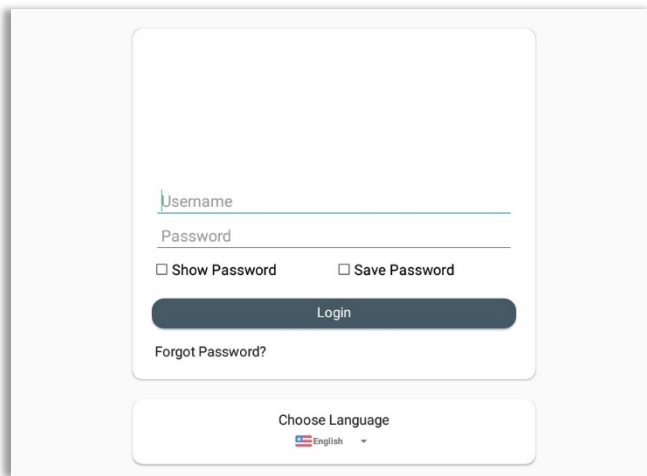 Username
Password
Show Password Save Password
Login
Forgot Password?
Choose Language
English